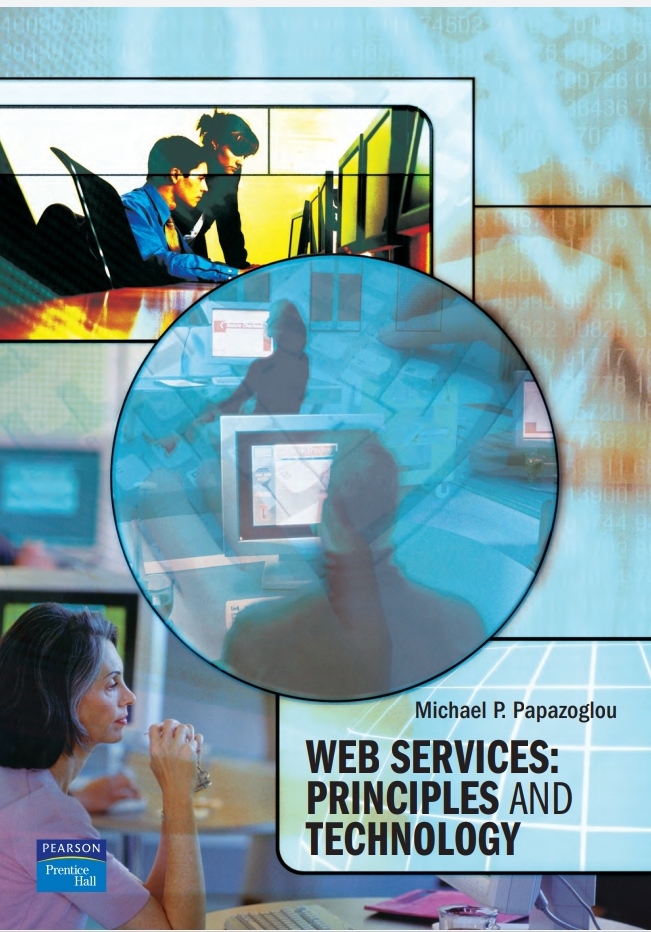 Michael P. Papazoglou
WEB SERVICES:
PRINCIPLES AND
TECHNOLOGY
PEARSON
Prentice
Hall